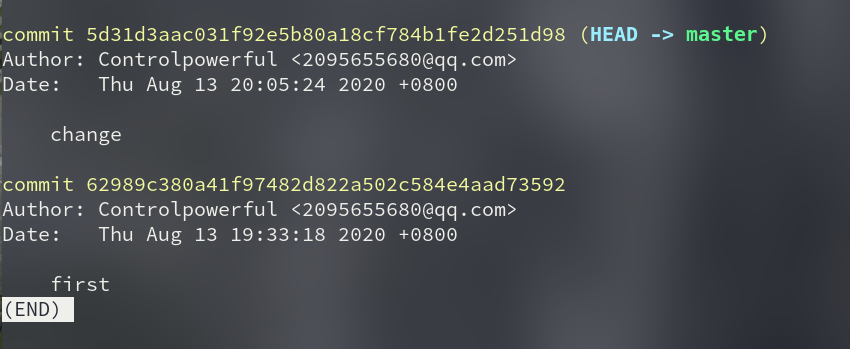 commit 5d31d3aac031f92e5b80a18cf784b1fe2d251d98 (HEAD -> master)
Author: Controlpowerful <2095655680@qq.com>
Date:   Thu Aug 13 20:05:24 2020 +0800
    change
commit 62989c380a41f97482d822a502c584e4aad73592
Author: Controlpowerful <2095655680@qq.com>
Date:   Thu Aug 13 19:33:18 2020 +0800
    first
(END)